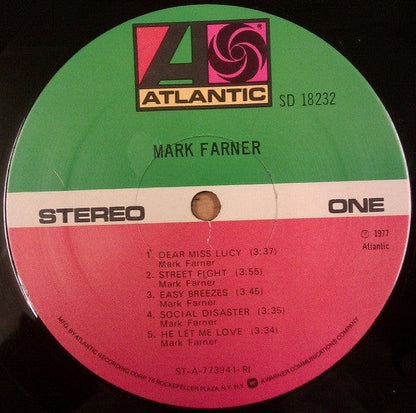 ATLANTIC
SD 18232
MARK FARNER
STEREO
ONE
℗ 1977
Atlantic
1. DEAR MISS LUCY (3:37)
Mark Farner
2. STREET FIGHT (3:55)
Mark Farner
3. EASY BREEZES (3:45)
Mark Farner
4. SOCIAL DISASTER (3:35)
Mark Farner
5. HE LET ME LOVE (3:34)
Mark Farner
ST-A-773941-RI
MFG. BY ATLANTIC RECORDING CORP., 75 ROCKEFELLER PLAZA, N.Y., N.Y. A WARNER COMMUNICATIONS COMPANY